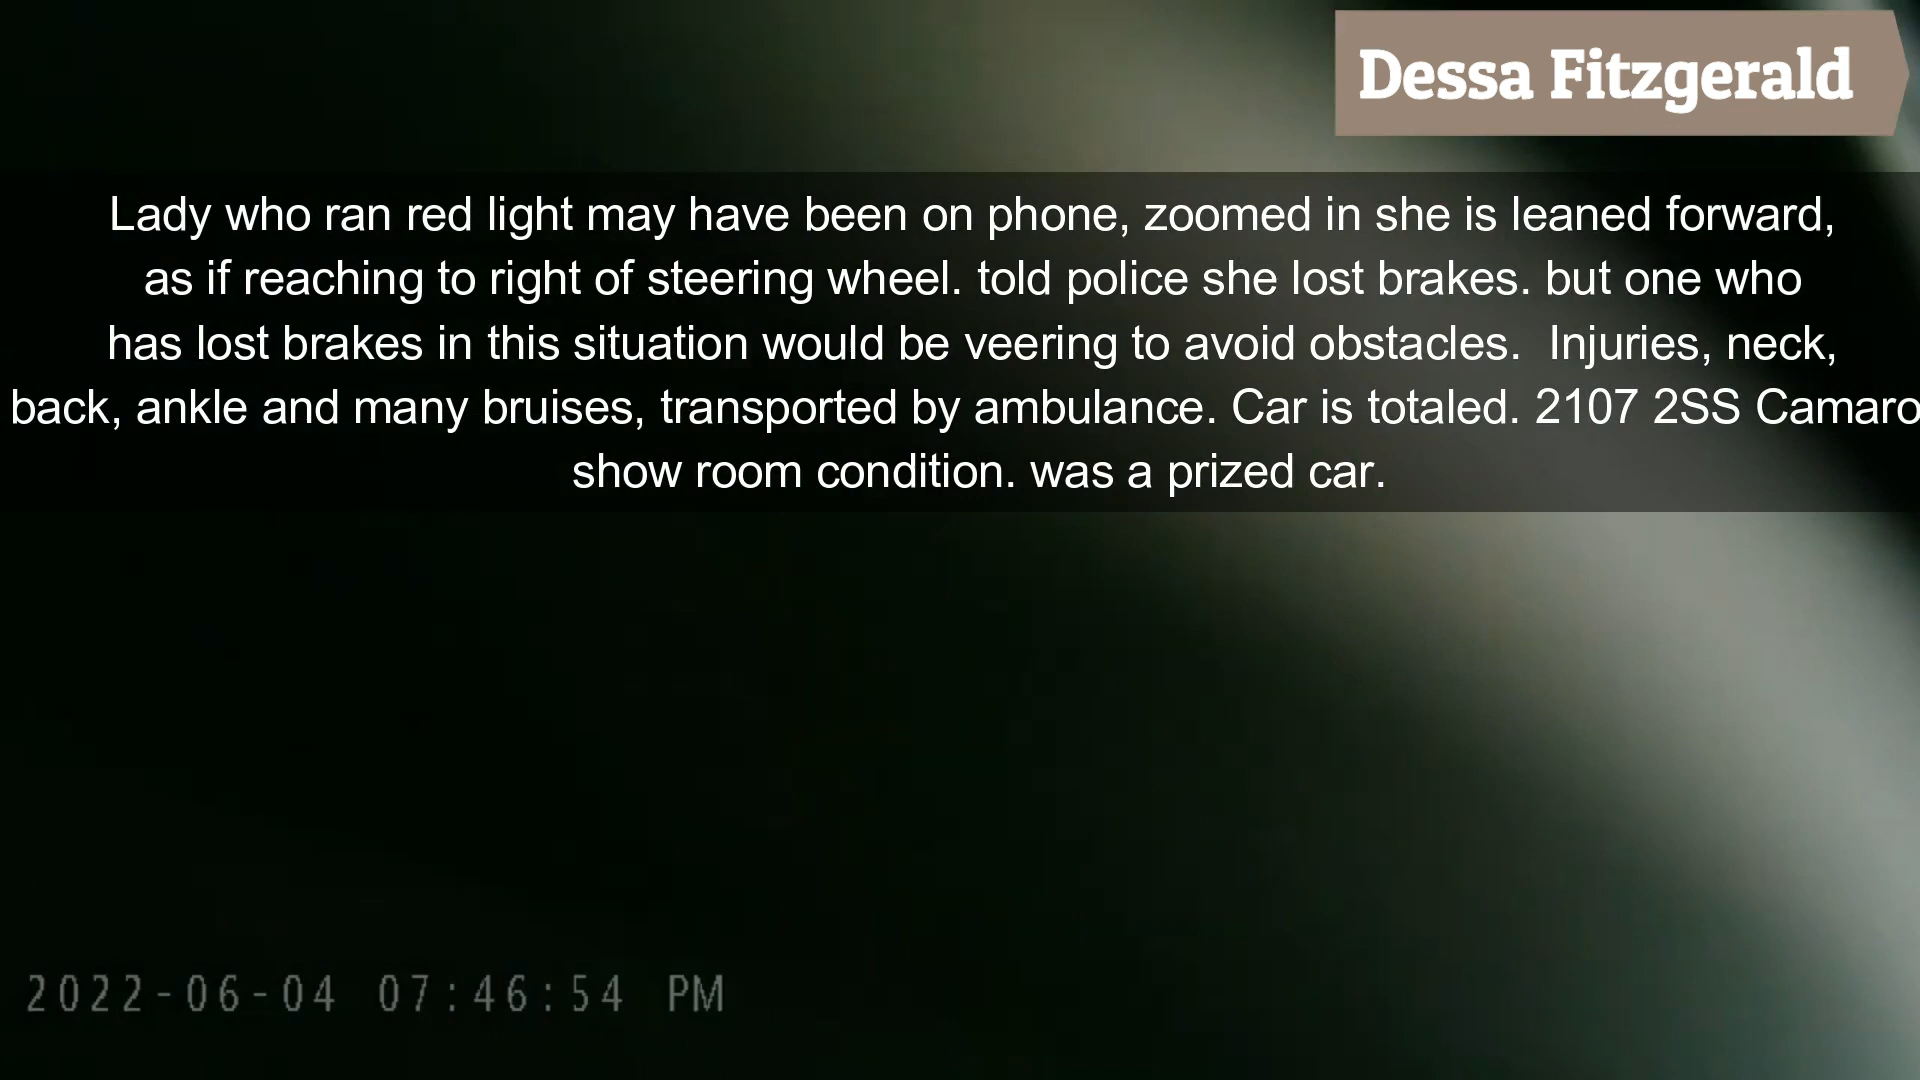 Dessa Fitzgerald
Lady who ran red light may have been on phone, zoomed in she is leaned forward,
as if reaching to right of steering wheel. told police she lost brakes. but one who
has lost brakes in this situation would be veering to avoid obstacles.  Injuries, neck,
back, ankle and many bruises, transported by ambulance. Car is totaled. 2107 2SS Camaro
show room condition. was a prized car.
2022-06-04 07:46:54 PM